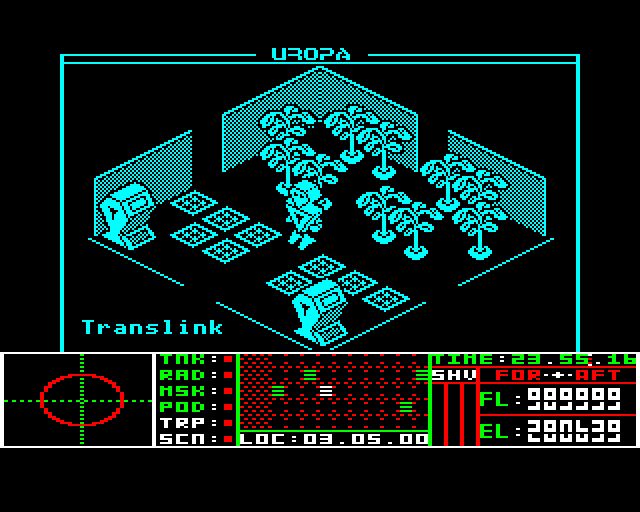 UROPA
Translink
TNK:
TIME:23.55.16
RAD:
SHV
FOR-+-AFT
MSK:
FL:000000
POD:
TRP:
EL:
SCN:
LOC:03.05.00